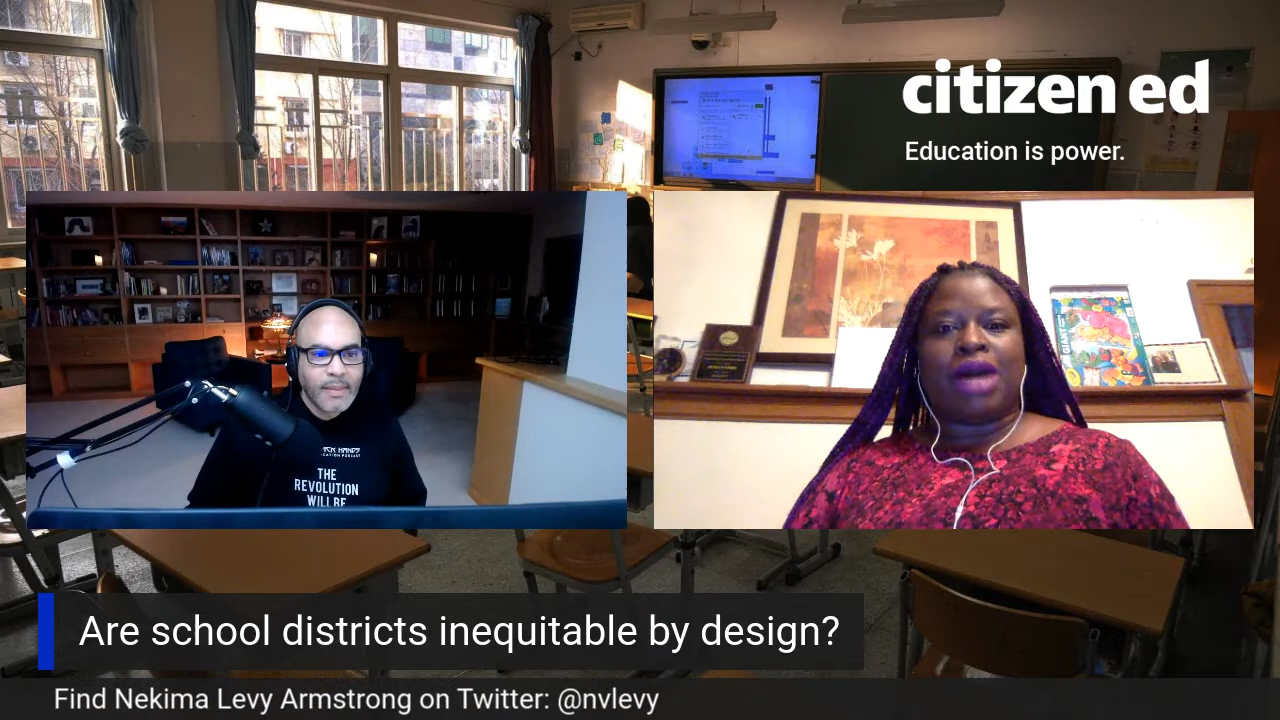 citizen ed
Education is power.
GIANT
THE
REVOLUTION
WILL BE
Are school districts inequitable by design?
Find Nekima Levy Armstrong on Twitter: @nvlevy